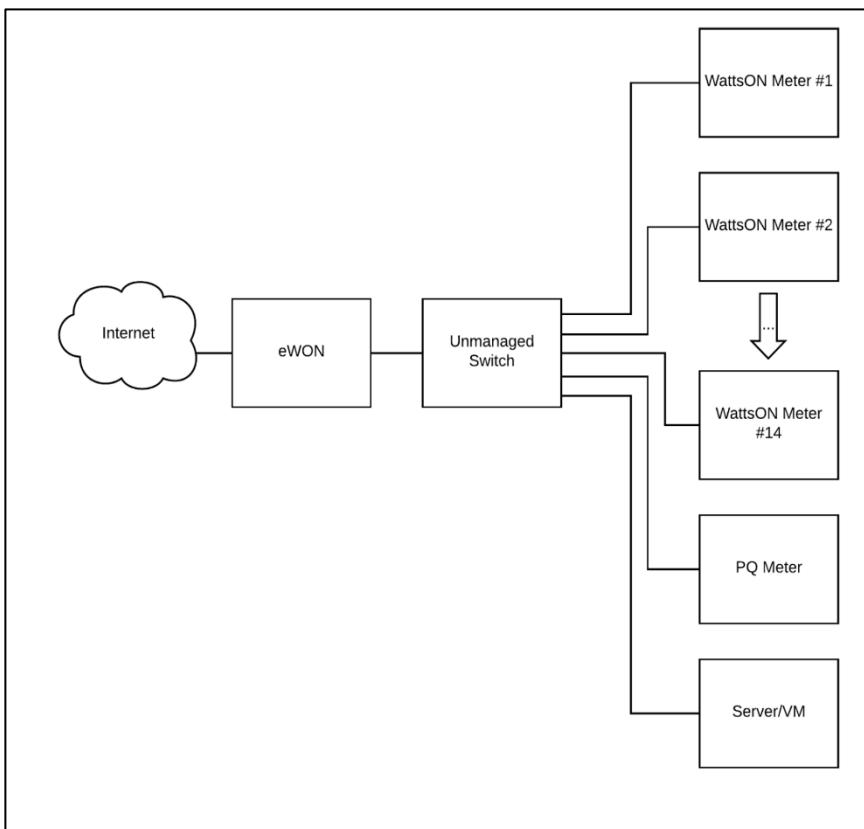 WattsON Meter #1
WattsON Meter #2
...
Internet
eWON
Unmanaged
Switch
WattsON Meter
#14
PQ Meter
Server/VM